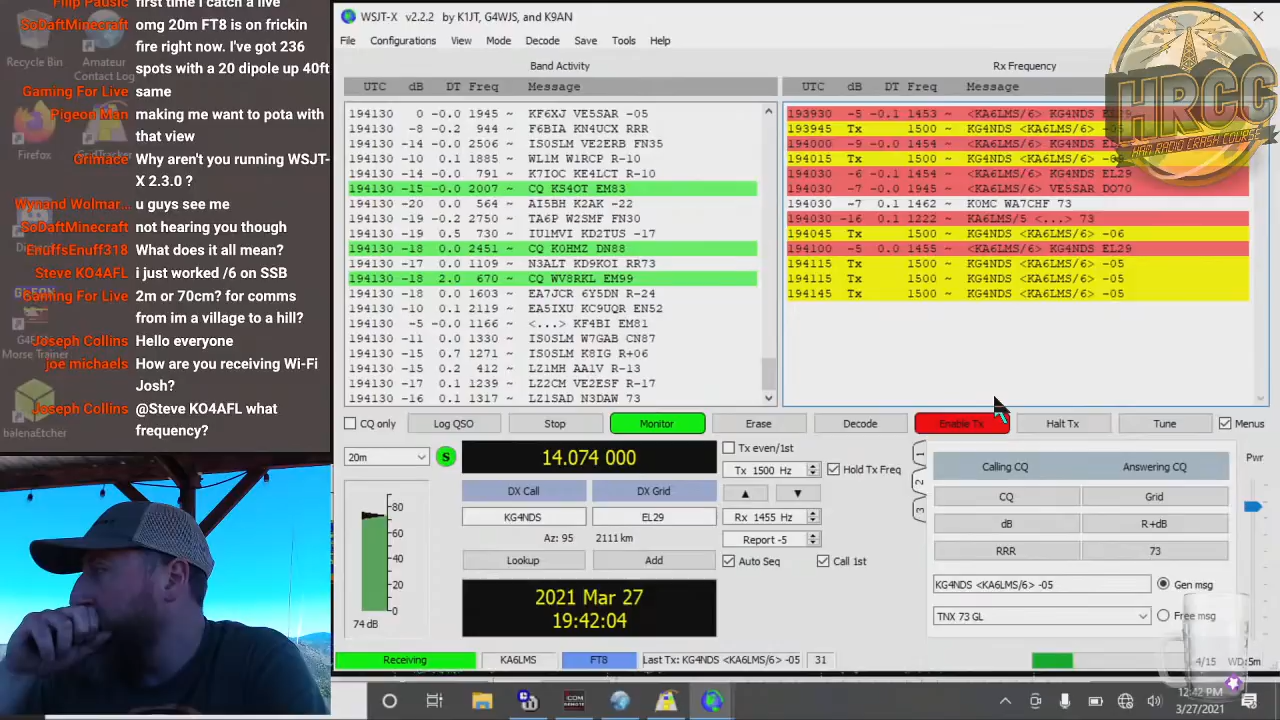 first time I catch a live
SoDaftMinecraft omg 20m FT8 is on frickin
fire right now. I've got 236
spots with a 20 dipole up 40ft
Gaming For Live same
Pigeon Man making me want to pota with
that view
Grimace Why aren't you running WSJT-
X 2.3.0 ?
Wynand Wolmar... u guys see me
SoDaftMinecraft not hearing you though
EnuffsEnuff318 What does it all mean?
Steve KO4AFL i just worked /6 on SSB
Gaming For Live 2m or 70cm? for comms
from im a village to a hill?
Joseph Collins Hello everyone
joe michaels How are you receiving Wi-Fi
Josh?
Joseph Collins @Steve KO4AFL what
frequency?
Recycle Bin
Amateur
Contact Log
Firefox
GridTracker
Morse Trainer
balenaEtcher
WSJT-X v2.2.2 by K1JT, G4WJS, and K9AN
File Configurations View Mode Decode Save Tools Help
Band Activity
UTC dB DT Freq Message
194130 0 -0.0 1945 ~ KF6XJ VE5SAR -05
194130 -8 -0.2 944 ~ F6BIA KN4UCX RRR
194130 -14 -0.0 2506 ~ IS0SLM VE2ERB FN35
194130 -10 0.1 1885 ~ WL1M W1RCP R-10
194130 -14 -0.0 791 ~ K7IOC KE4LCT R-10
194130 -15 -0.0 2007 ~ CQ KS4OT EM83
194130 -20 0.0 564 ~ AI5BH K2AK -22
194130 -19 -0.2 2750 ~ TA6P W2SMF FN30
194130 -19 0.5 730 ~ IU1MVI KD2TUS -17
194130 -18 0.0 2451 ~ CQ K0HMZ DN88
194130 -17 0.0 1109 ~ N3ALT KD9KOI RR73
194130 -18 2.0 670 ~ CQ WV8RKL EM99
194130 -18 0.0 1603 ~ EA7JCR 6Y5DN R-24
194130 -10 0.1 2119 ~ EA5IXU KC9UQR EN52
194130 -5 -0.0 1166 ~ <...> KF4BI EM81
194130 -11 0.0 1330 ~ IS0SLM W7GAB CN87
194130 -15 0.7 1271 ~ IS0SLM K8IG R+06
194130 -15 0.2 412 ~ LZ1MH AA1V R-13
194130 -17 0.1 1239 ~ LZ2CM VE2ESF R-17
194130 -16 0.1 1317 ~ LZ1SAD N3DAW 73
Rx Frequency
UTC dB DT Freq Message
193930 -5 -0.1 1453 ~ <KA6LMS/6> KG4NDS EL29
193945 Tx 1500 ~ KG4NDS <KA6LMS/6>
194000 -9 -0.1 1454 ~ <KA6LMS/6> KG4NDS
194015 Tx 1500 ~ KG4NDS <KA6LMS/6>
194030 -6 -0.1 1454 ~ <KA6LMS/6> KG4NDS
194030 -7 -0.0 1945 ~ <KA6LMS/6> VE5SAR DO70
194030 -7 0.1 1462 ~ K0MC WA7CHF 73
194030 -16 0.1 1222 ~ KA6LMS/5 <...> 73
194045 Tx 1500 ~ KG4NDS <KA6LMS/6> -06
194100 -5 0.0 1455 ~ <KA6LMS/6> KG4NDS EL29
194115 Tx 1500 ~ KG4NDS <KA6LMS/6> -05
194115 Tx 1500 ~ KG4NDS <KA6LMS/6> -05
194145 Tx 1500 ~ KG4NDS <KA6LMS/6> -05
HRCC
HAM RADIO CRASH COURSE
CQ only Log QSO Stop Monitor Erase Decode Enable Tx Halt Tx Tune Menus
20m S 14.074 000
Tx even/1st
Tx 1500 Hz Hold Tx Freq
DX Call DX Grid
KG4NDS EL29 Rx 1455 Hz
Az: 95 2111 km Report -5
Lookup Add Auto Seq Call 1st
2021 Mar 27
19:42:04
80
60
40
20
0
74 dB
1
2
3
Calling CQ Answering CQ
CQ Grid
dB R+dB
RRR 73
KG4NDS <KA6LMS/6> -05 Gen msg
TNX 73 GL Free msg
Pwr
Receiving KA6LMS FT8 Last Tx: KG4NDS <KA6LMS/6> -05 31 4/15 WD:5m
12:42 PM
3/27/2021